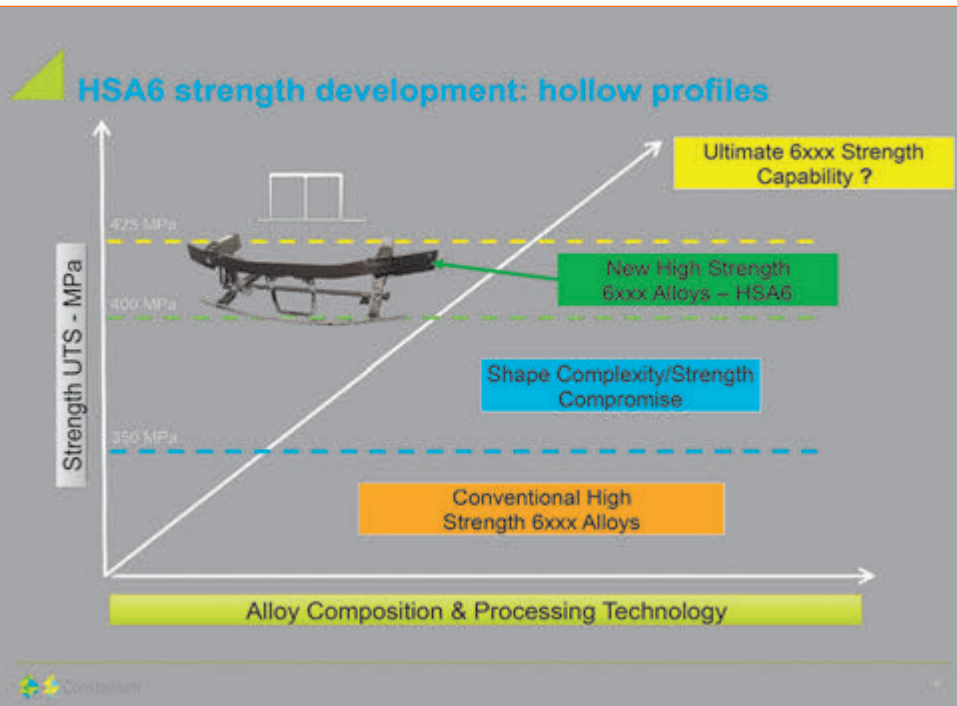 HSA6 strength development: hollow profiles
Ultimate 6xxx Strength
Capability ?
425 MPa
New High Strength
6xxx Alloys – HSA6
400 MPa
Shape Complexity/Strength
Compromise
350 MPa
Conventional High
Strength 6xxx Alloys
Strength UTS - MPa
Alloy Composition & Processing Technology
Constellium